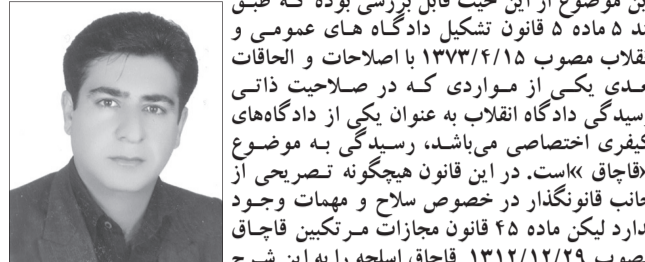 این موضوع از این حیث قابل بررسی بوده که طبق
ند ۵ ماده ۵ قانون تشکیل دادگاه های عمومی و
نقلاب مصوب ۱۳۷۳/۴/۱۵ با اصلاحات و الحاقات
عدی یکی از مواردی که در صلاحیت ذاتی
رسیدگی دادگاه انقلاب به عنوان یکی از دادگاه‌های
کیفری اختصاصی می‌باشد، رسیدگی به موضوع
«قاچاق »است. در این قانون هیچگونه تصریحی از
جانب قانونگذار در خصوص سلاح و مهمات وجود
ندارد لیکن ماده ۴۵ قانون مجازات مرتکبین قاچاق
مصوب ۱۳۱۲/۱۲/۲۹ قاچاق اسلحه را به این شرح